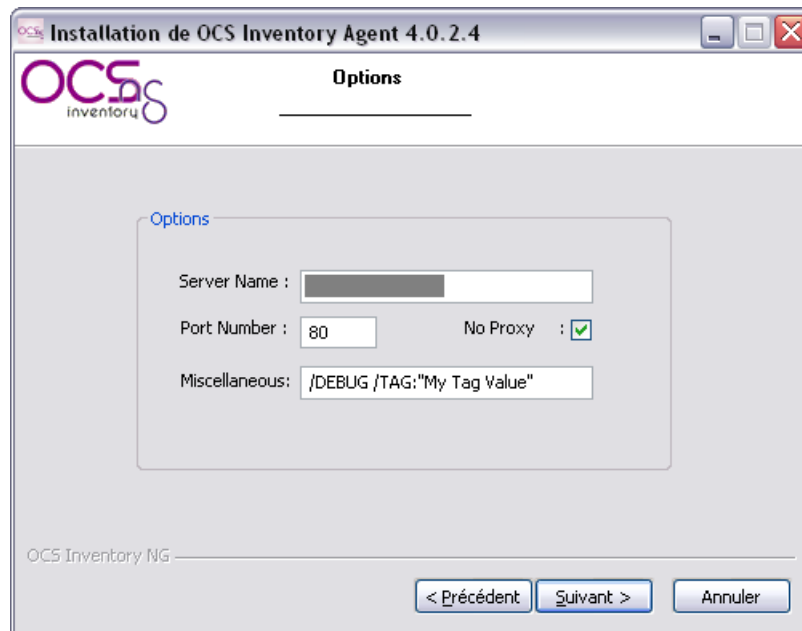 Installation de OCS Inventory Agent 4.0.2.4
OCSng
inventory
Options
Options
Server Name :
Port Number : 80 No Proxy :
Miscellaneous: /DEBUG /TAG:"My Tag Value"
OCS Inventory NG
< Précédent Suivant > Annuler